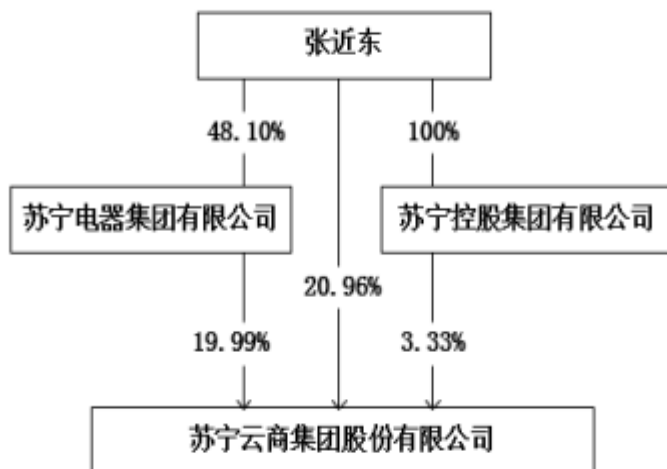 张近东
48.10%
100%
苏宁电器集团有限公司
苏宁控股集团有限公司
20.96%
19.99%
3.33%
苏宁云商集团股份有限公司